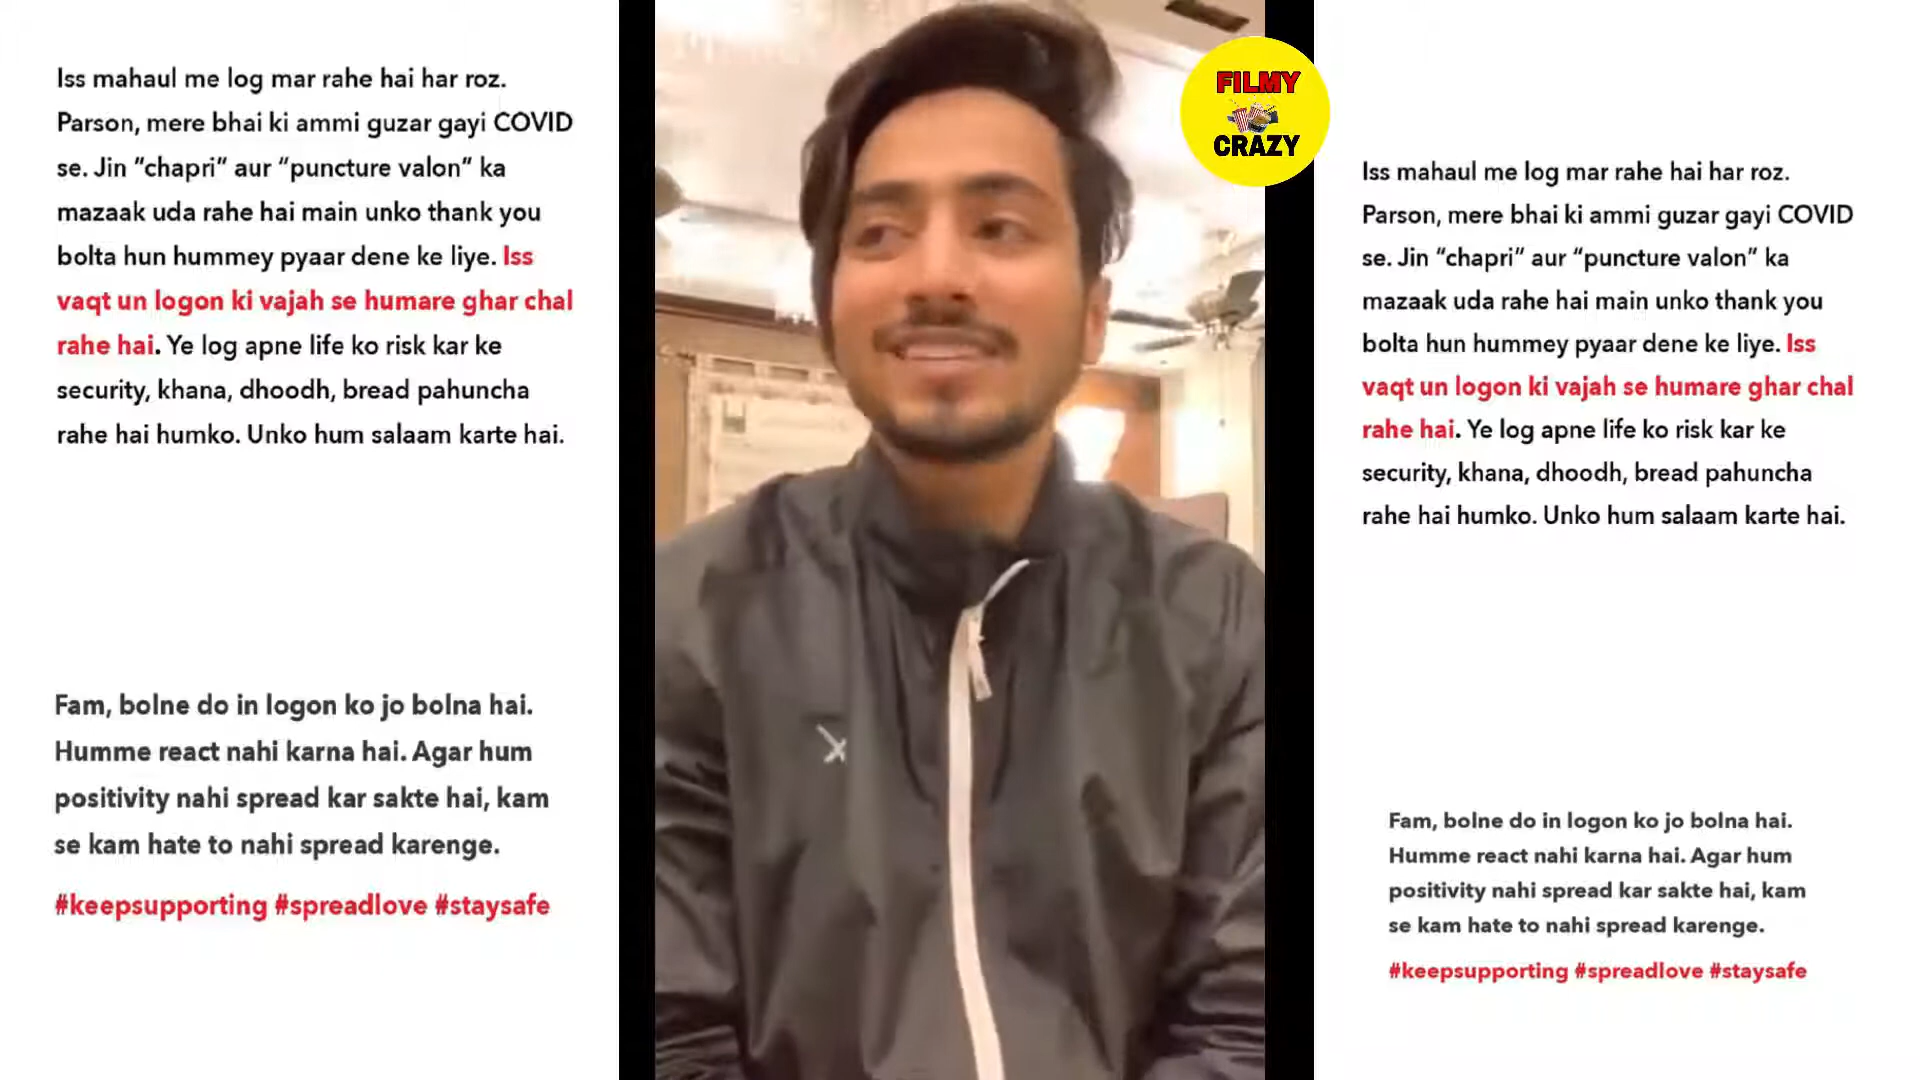 Iss mahaul me log mar rahe hai har roz.
Parson, mere bhai ki ammi guzar gayi COVID
se. Jin “chapri” aur “puncture valon” ka
mazaak uda rahe hai main unko thank you
bolta hun hummey pyaar dene ke liye. Iss
vaqt un logon ki vajah se humare ghar chal
rahe hai. Ye log apne life ko risk kar ke
security, khana, dhoodh, bread pahuncha
rahe hai humko. Unko hum salaam karte hai.
Fam, bolne do in logon ko jo bolna hai.
Humme react nahi karna hai. Agar hum
positivity nahi spread kar sakte hai, kam
se kam hate to nahi spread karenge.
#keepsupporting #spreadlove #staysafe
FILMY
CRAZY
Iss mahaul me log mar rahe hai har roz.
Parson, mere bhai ki ammi guzar gayi COVID
se. Jin “chapri” aur “puncture valon” ka
mazaak uda rahe hai main unko thank you
bolta hun hummey pyaar dene ke liye. Iss
vaqt un logon ki vajah se humare ghar chal
rahe hai. Ye log apne life ko risk kar ke
security, khana, dhoodh, bread pahuncha
rahe hai humko. Unko hum salaam karte hai.
Fam, bolne do in logon ko jo bolna hai.
Humme react nahi karna hai. Agar hum
positivity nahi spread kar sakte hai, kam
se kam hate to nahi spread karenge.
#keepsupporting #spreadlove #staysafe